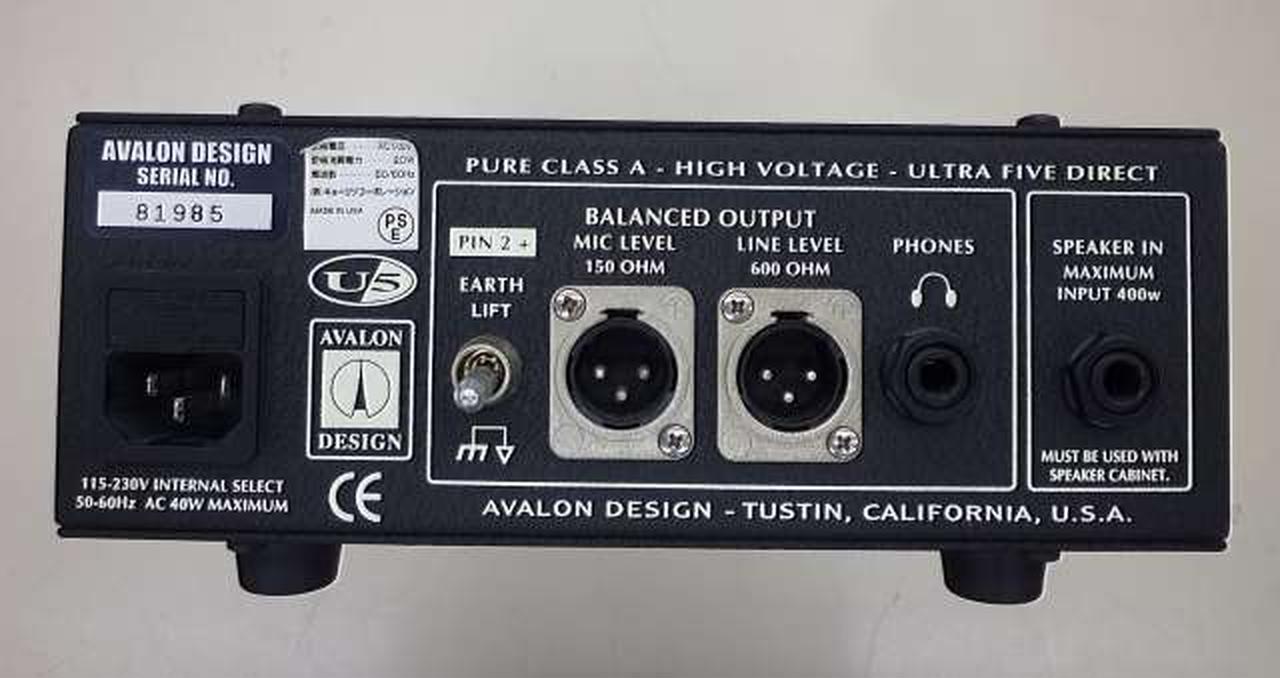 AVALON DESIGN
SERIAL NO.
81985
MADE IN USA
PS
E
U/5
AVALON
DESIGN
CE
115-230V INTERNAL SELECT
50-60Hz AC 40W MAXIMUM
PURE CLASS A - HIGH VOLTAGE - ULTRA FIVE DIRECT
BALANCED OUTPUT
PIN 2 +
MIC LEVEL
150 OHM
LINE LEVEL
600 OHM
PHONES
EARTH
LIFT
SPEAKER IN
MAXIMUM
INPUT 400w
MUST BE USED WITH
SPEAKER CABINET.
AVALON DESIGN - TUSTIN, CALIFORNIA, U.S.A.